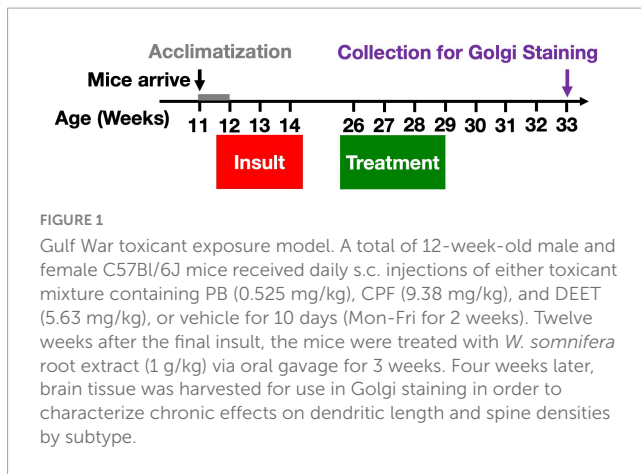 Acclimatization
Collection for Golgi Staining
Mice arrive
Age (Weeks)
11 12 13 14 26 27 28 29 30 31 32 33
Insult
Treatment
FIGURE 1
Gulf War toxicant exposure model. A total of 12-week-old male and
female C57Bl/6J mice received daily s.c. injections of either toxicant
mixture containing PB (0.525 mg/kg), CPF (9.38 mg/kg), and DEET
(5.63 mg/kg), or vehicle for 10 days (Mon-Fri for 2 weeks). Twelve
weeks after the final insult, the mice were treated with W. somnifera
root extract (1 g/kg) via oral gavage for 3 weeks. Four weeks later,
brain tissue was harvested for use in Golgi staining in order to
characterize chronic effects on dendritic length and spine densities
by subtype.